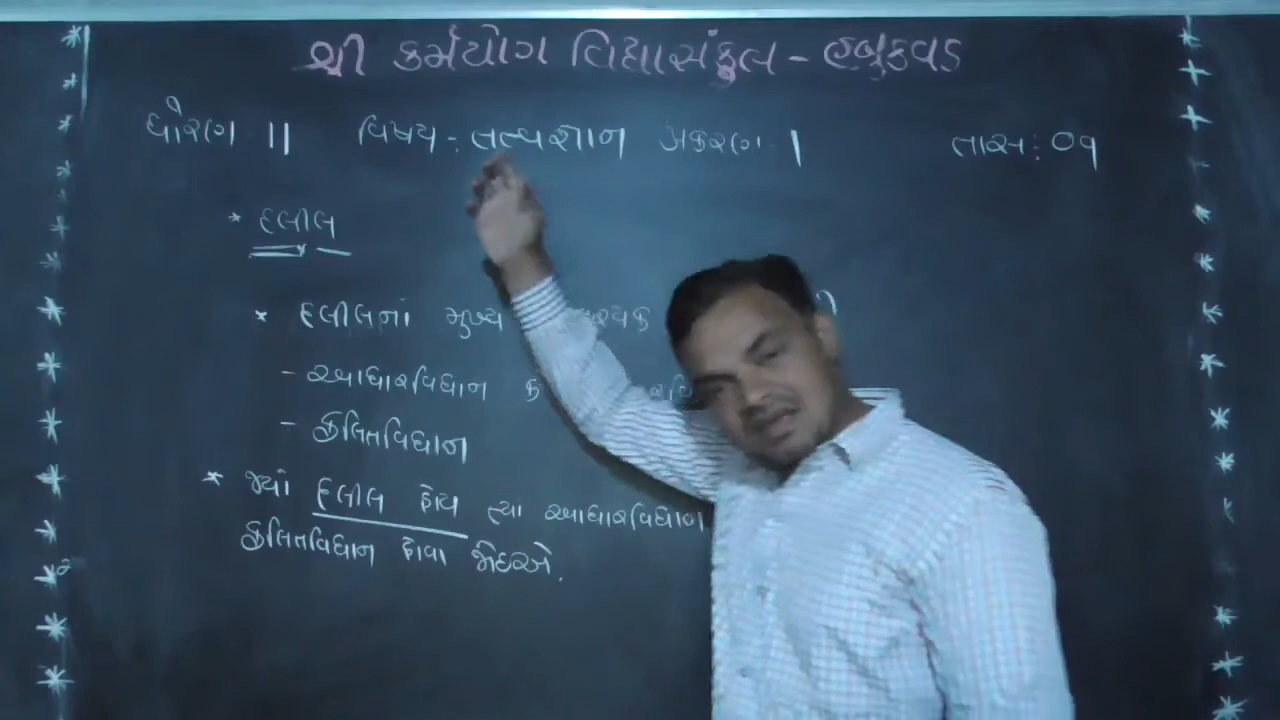 શ્રી કર્મયોગ વિદ્યાસંકુલ - હબુકવડ
ધોરણ 11 વિષય - તત્વજ્ઞાન પ્રકરણ 1 તાસ : ૦૧
* દલીલ
* દલીલનાં મુખ્ય
- આધારવિધાન
- ફલિતવિધાન
* જ્યાં દલીલ હોય ત્યાં આધારવિધાન
ફલિતવિધાન હોવા જોઈએ.